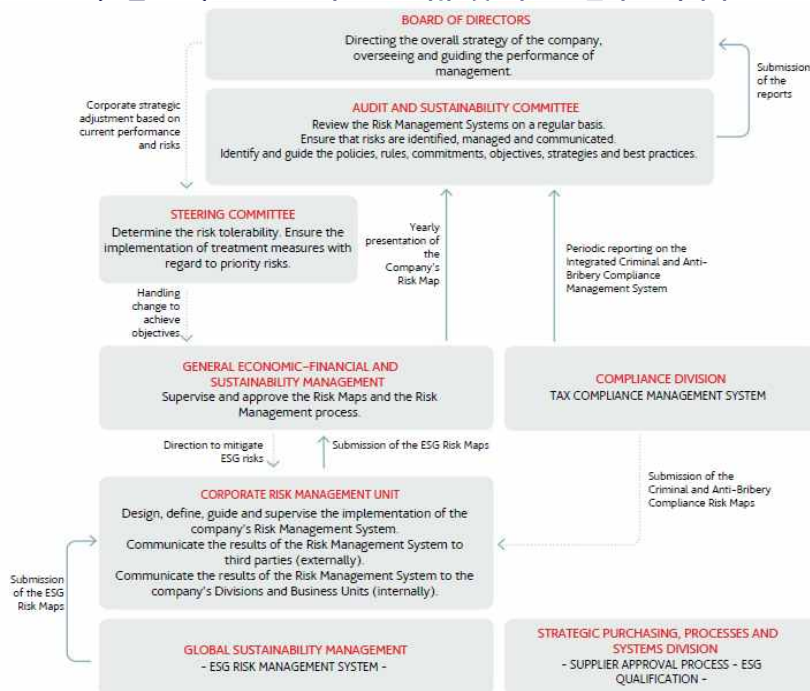 BOARD OF DIRECTORS
Directing the overall strategy of the company,
overseeing and guiding the performance of
management.
Submission
of the
reports
Corporate strategic
adjustment based on
current performance
and risks
AUDIT AND SUSTAINABILITY COMMITTEE
Review the Risk Management Systems on a regular basis.
Ensure that risks are identified, managed and communicated.
Identify and guide the policies, rules, commitments, objectives, strategies and best practices.
STEERING COMMITTEE
Determine the risk tolerability. Ensure the
implementation of treatment measures with
regard to priority risks.
Yearly
presentation of
the
Company's
Risk Map
Periodic reporting on the
Integrated Criminal and Anti-
Bribery Compliance
Management System
Handling
change to
achieve
objectives
GENERAL ECONOMIC-FINANCIAL AND
SUSTAINABILITY MANAGEMENT
Supervise and approve the Risk Maps and the Risk
Management process.
COMPLIANCE DIVISION
TAX COMPLIANCE MANAGEMENT SYSTEM
Direction to mitigate
ESG risks
Submission of the ESG Risk Maps
Submission of the
Criminal and Anti-Bribery
Compliance Risk Maps
CORPORATE RISK MANAGEMENT UNIT
Design, define, guide and supervise the implementation of the
company's Risk Management System.
Communicate the results of the Risk Management System to
third parties (externally).
Communicate the results of the Risk Management System to the
company's Divisions and Business Units (internally).
Submission
of the ESG
Risk Maps
GLOBAL SUSTAINABILITY MANAGEMENT
- ESG RISK MANAGEMENT SYSTEM -
STRATEGIC PURCHASING, PROCESSES AND
SYSTEMS DIVISION
- SUPPLIER APPROVAL PROCESS - ESG
QUALIFICATION -